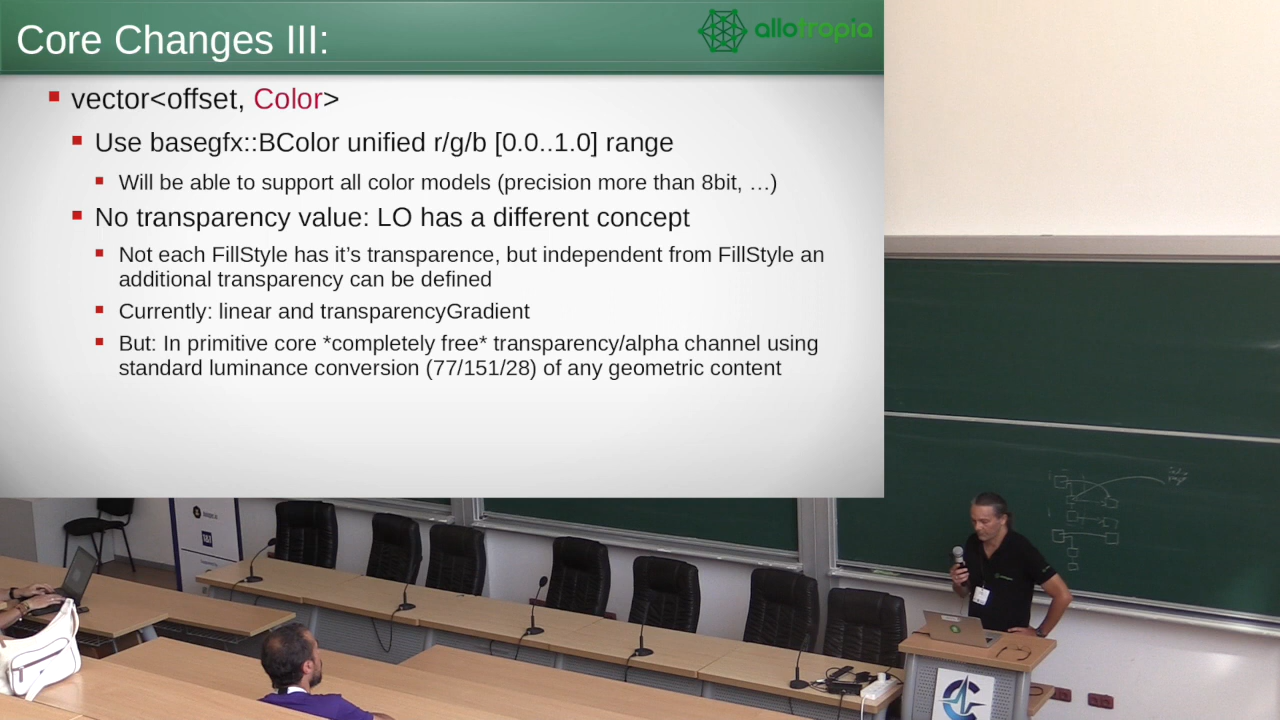 Core Changes III:
allotropia
vector<offset, Color>
Use basegfx::BColor unified r/g/b [0.0..1.0] range
Will be able to support all color models (precision more than 8bit, …)
No transparency value: LO has a different concept
Not each FillStyle has it’s transparence, but independent from FillStyle an
additional transparency can be defined
Currently: linear and transparencyGradient
But: In primitive core *completely free* transparency/alpha channel using
standard luminance conversion (77/151/28) of any geometric content